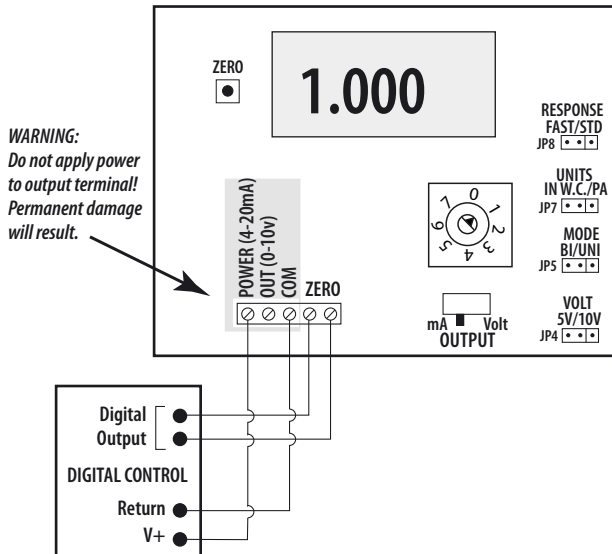 ZERO
1.000
WARNING:
Do not apply power
to output terminal!
Permanent damage
will result.
RESPONSE
FAST/STD
JP8
UNITS
IN W.C./PA
JP7
MODE
BI/UNI
JP5
VOLT
5V/10V
JP4
0
1
2
3
4
5
6
7
mA Volt
OUTPUT
POWER (4-20mA)
OUT (0-10v)
COM
ZERO
Digital
Output
DIGITAL CONTROL
Return
V+